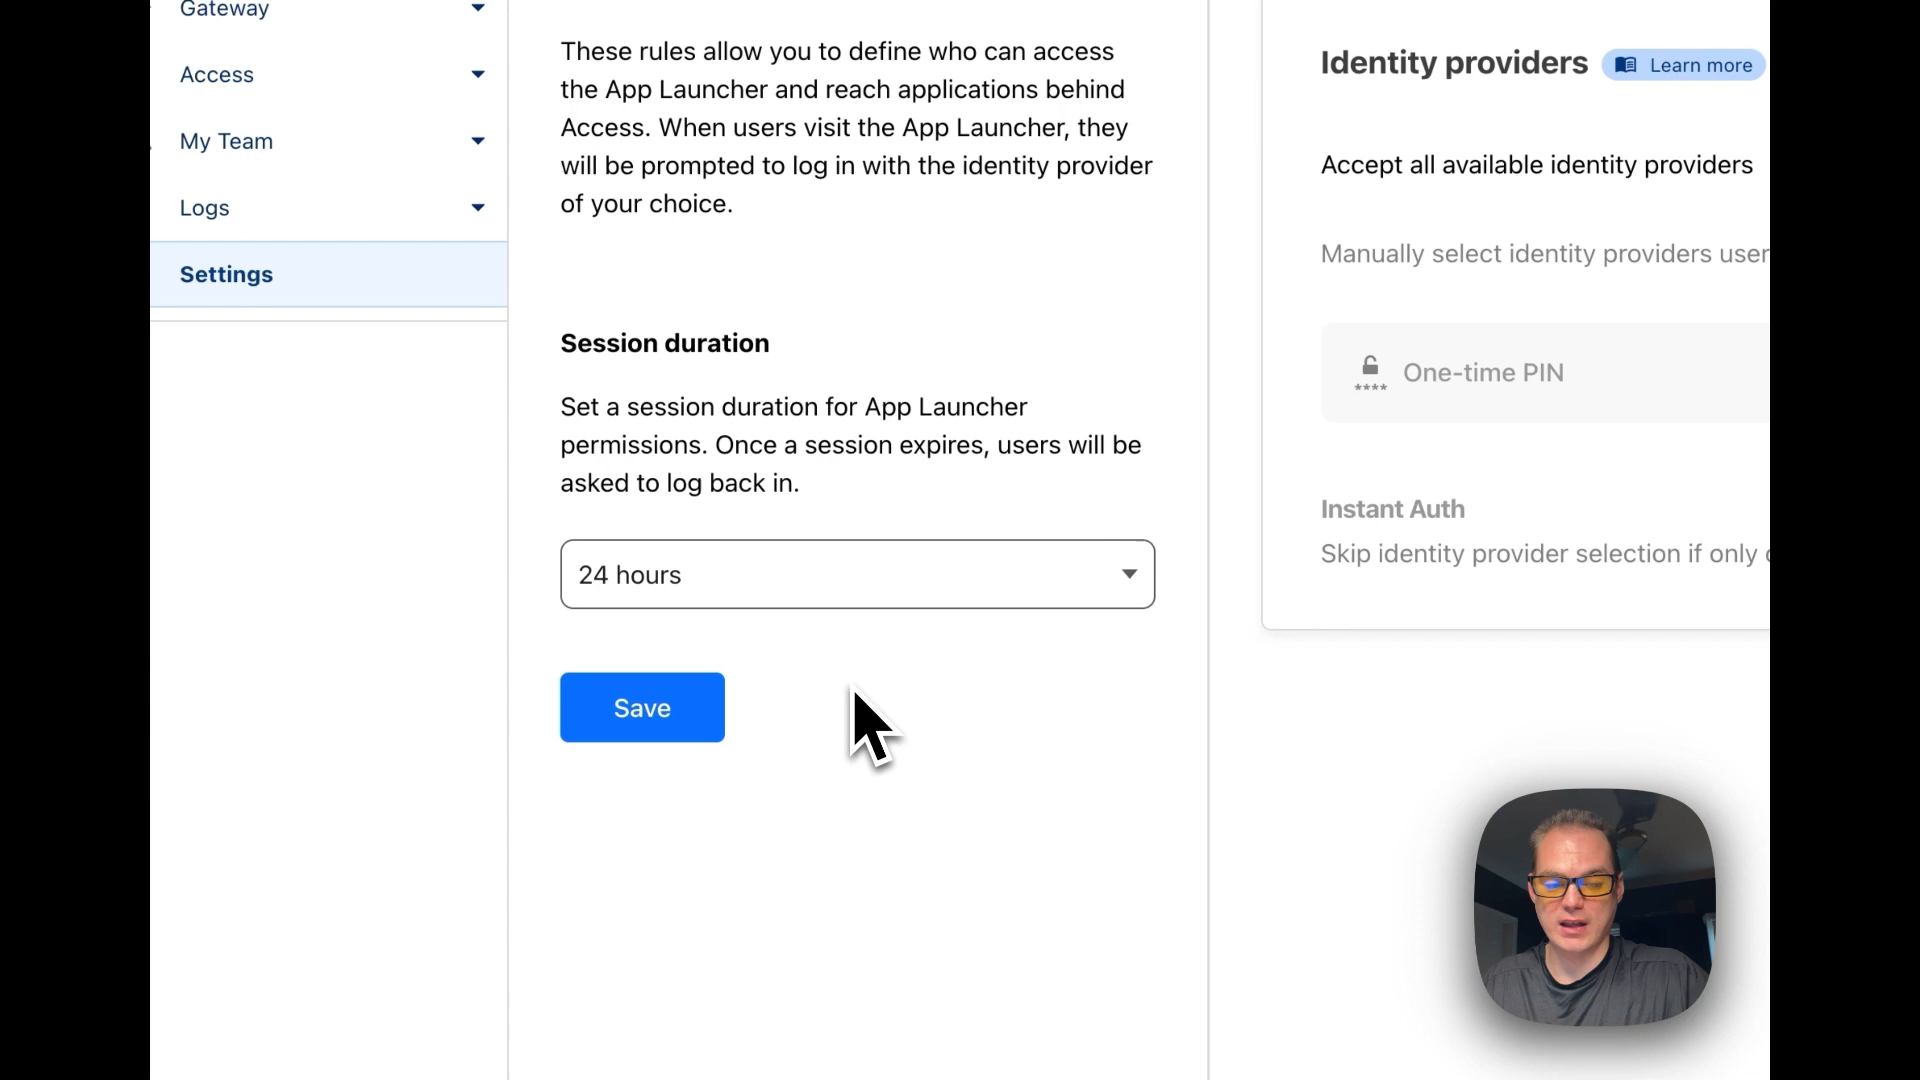 Gateway
Access
My Team
Logs
Settings
These rules allow you to define who can access
the App Launcher and reach applications behind
Access. When users visit the App Launcher, they
will be prompted to log in with the identity provider
of your choice.
Session duration
Set a session duration for App Launcher
permissions. Once a session expires, users will be
asked to log back in.
24 hours
Save
Identity providers
Learn more
Accept all available identity providers
Manually select identity providers user
**** One-time PIN
Instant Auth
Skip identity provider selection if only